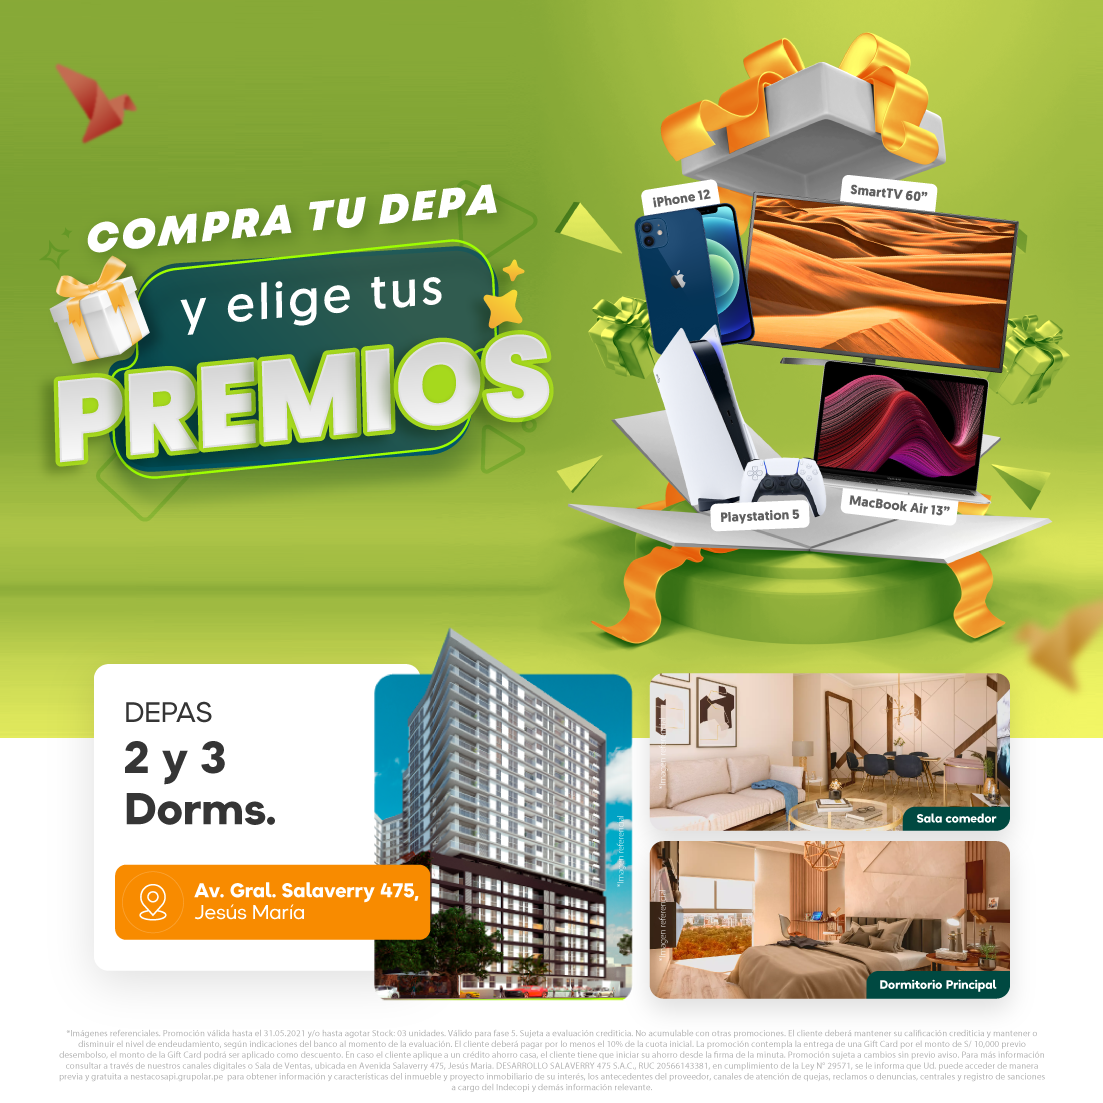 COMPRA TU DEPA
y elige tus
PREMIOS
iPhone 12
SmartTV 60”
Playstation 5
MacBook Air 13”
DEPAS
2 y 3
Dorms.
Av. Gral. Salaverry 475,
Jesús María
*Imagen referencial
*Imagen referencial
Sala comedor
*Imagen referencial
Dormitorio Principal
*Imágenes referenciales. Promoción válida hasta el 31.05.2021 y/o hasta agotar Stock: 03 unidades. Válido para fase 5. Sujeta a evaluación crediticia. No acumulable con otras promociones. El cliente deberá mantener su calificación crediticia y mantener o
disminuir el nivel de endeudamiento, según indicaciones del banco al momento de la evaluación. El cliente deberá pagar por lo menos el 10% de la cuota inicial. La promoción contempla la entrega de una Gift Card por el monto de S/ 10,000 previo
desembolso, el monto de la Gift Card podrá ser aplicado como descuento. En caso el cliente aplique a un crédito ahorro casa, el cliente tiene que iniciar su ahorro desde la firma de la minuta. Promoción sujeta a cambios sin previo aviso. Para más información
consultar a través de nuestros canales digitales o Sala de Ventas, ubicada en Avenida Salaverry 475, Jesús María. DESARROLLO SALAVERRY 475 S.A.C., RUC 20566143381, en cumplimiento de la Ley N° 29571, se le informa que Ud. puede acceder de manera
previa y gratuita a nestacosapi.grupolar.pe para obtener información y características del inmueble y proyecto inmobiliario de su interés, los antecedentes del proveedor, canales de atención de quejas, reclamos o denuncias, centrales y registro de sanciones
a cargo del Indecopi y demás información relevante.